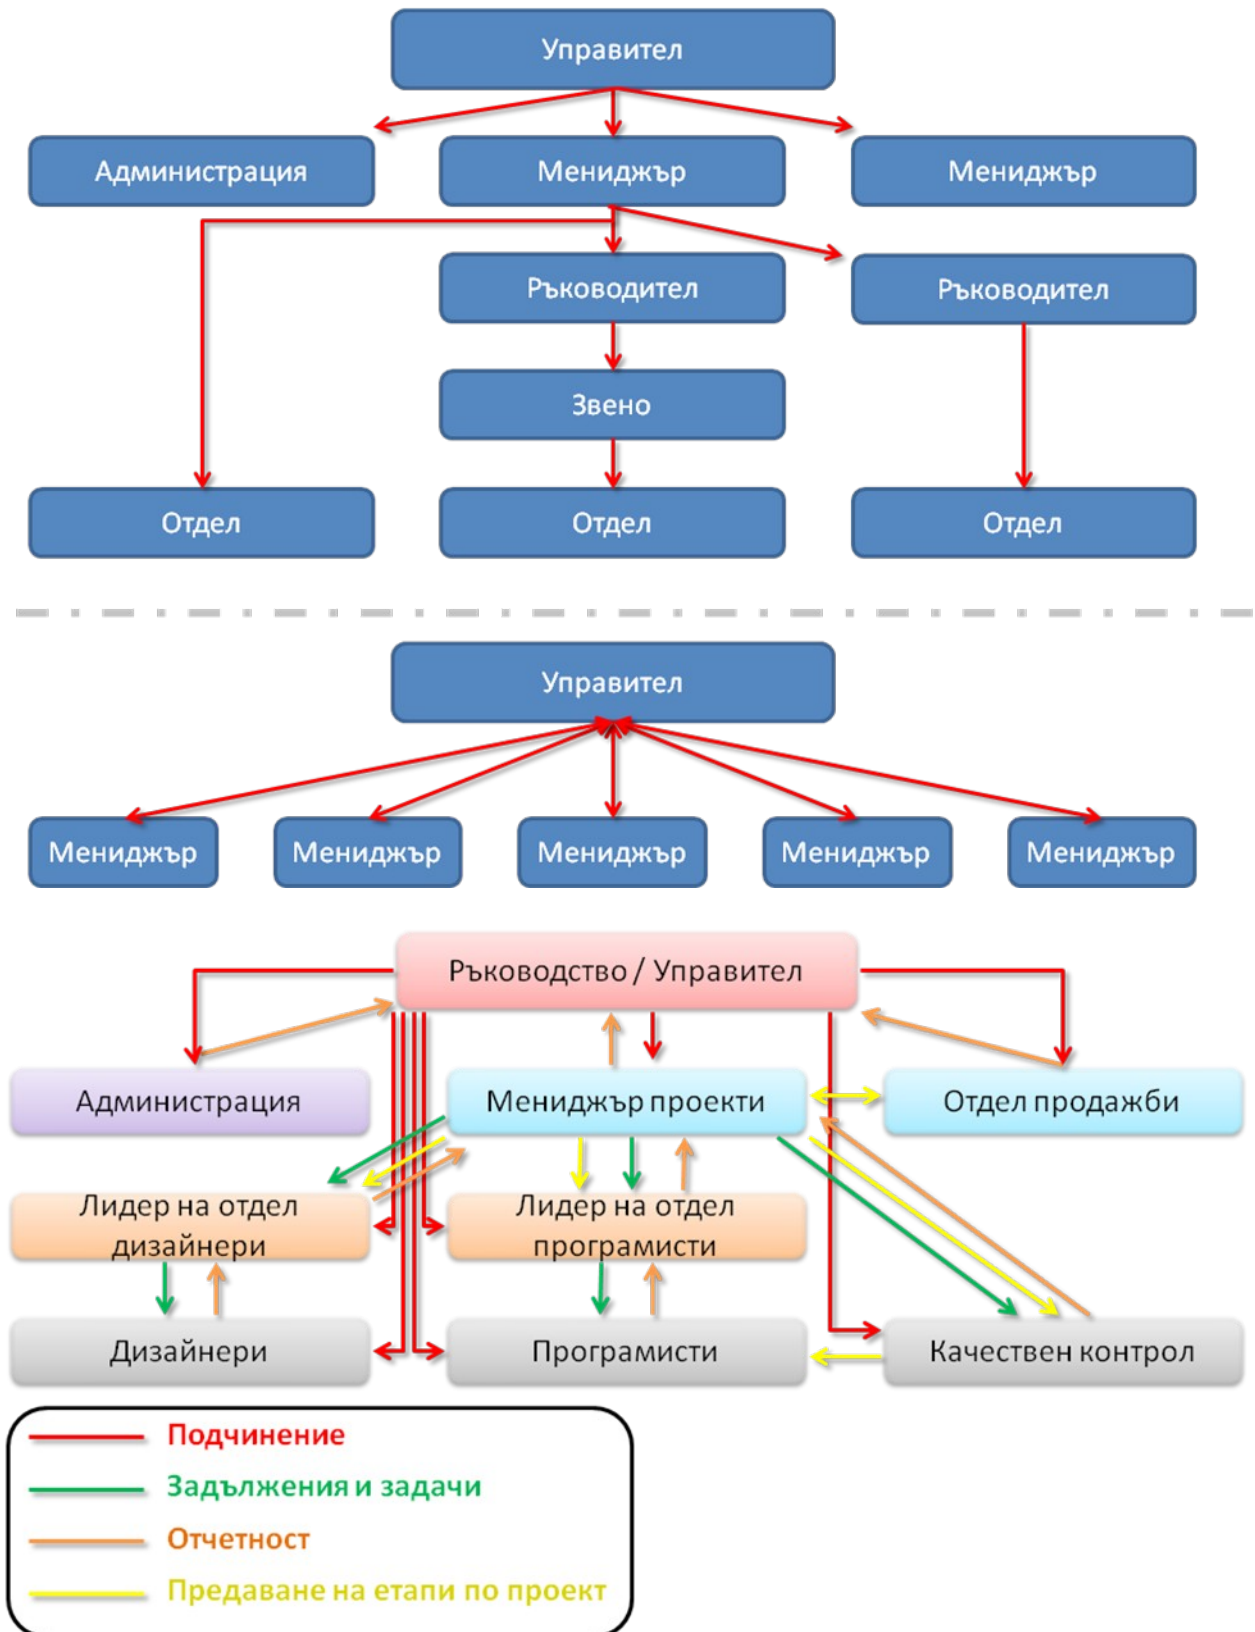 Управител
Администрация
Мениджър
Мениджър
Ръководител
Ръководител
Звено
Отдел
Отдел
Отдел
Управител
Мениджър
Мениджър
Мениджър
Мениджър
Мениджър
Ръководство / Управител
Администрация
Мениджър проекти
Отдел продажби
Лидер на отдел
дизайнери
Лидер на отдел
програмисти
Дизайнери
Програмисти
Качествен контрол
Подчинение
Задължения и задачи
Отчетност
Предаване на етапи по проект